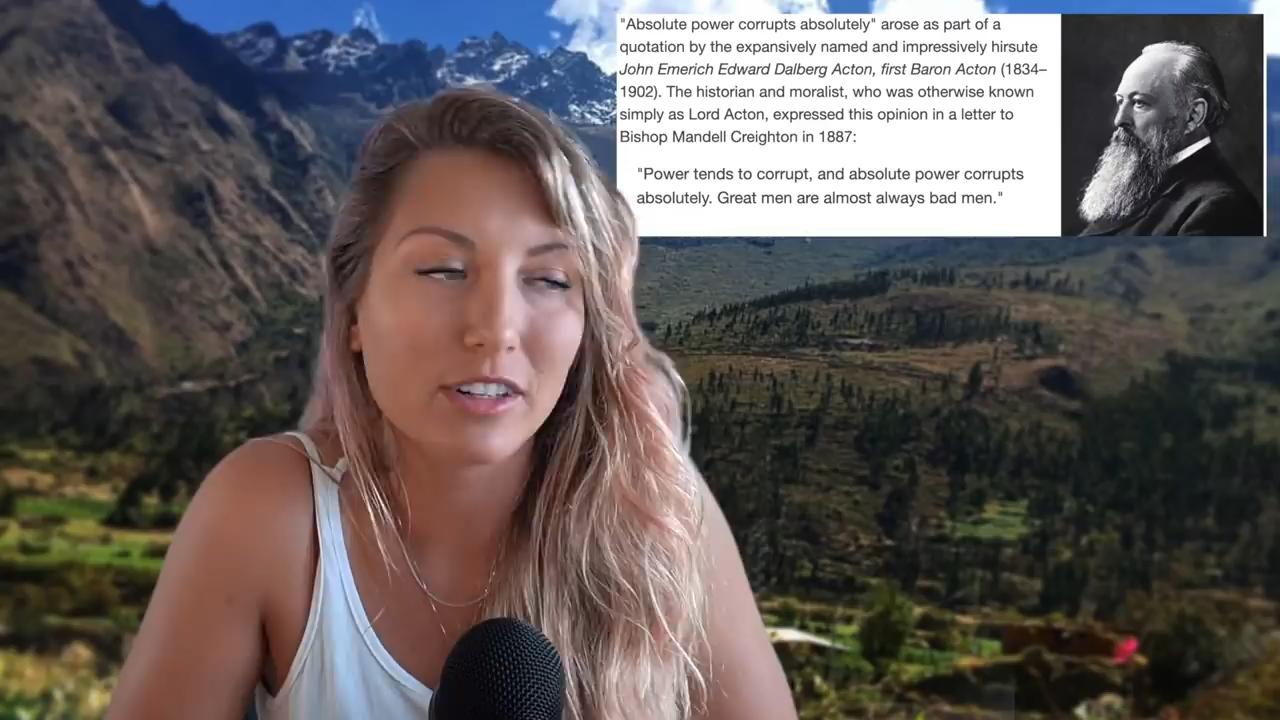 "Absolute power corrupts absolutely" arose as part of a
quotation by the expansively named and impressively hirsute
John Emerich Edward Dalberg Acton, first Baron Acton (1834–
1902). The historian and moralist, who was otherwise known
simply as Lord Acton, expressed this opinion in a letter to
Bishop Mandell Creighton in 1887:
"Power tends to corrupt, and absolute power corrupts
absolutely. Great men are almost always bad men."